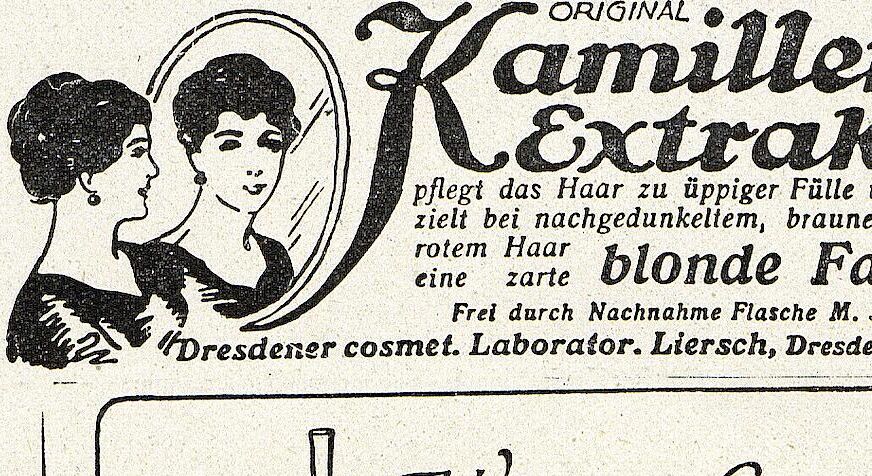 ORIGINAL
Kamille
Extrak
pflegt das Haar zu üppiger Fülle
zielt bei nachgedunkeltem, braune
rotem Haar
eine zarte blonde Fa
Frei durch Nachnahme Flasche M.
Dresdener cosmet. Laborator. Liersch, Dresde